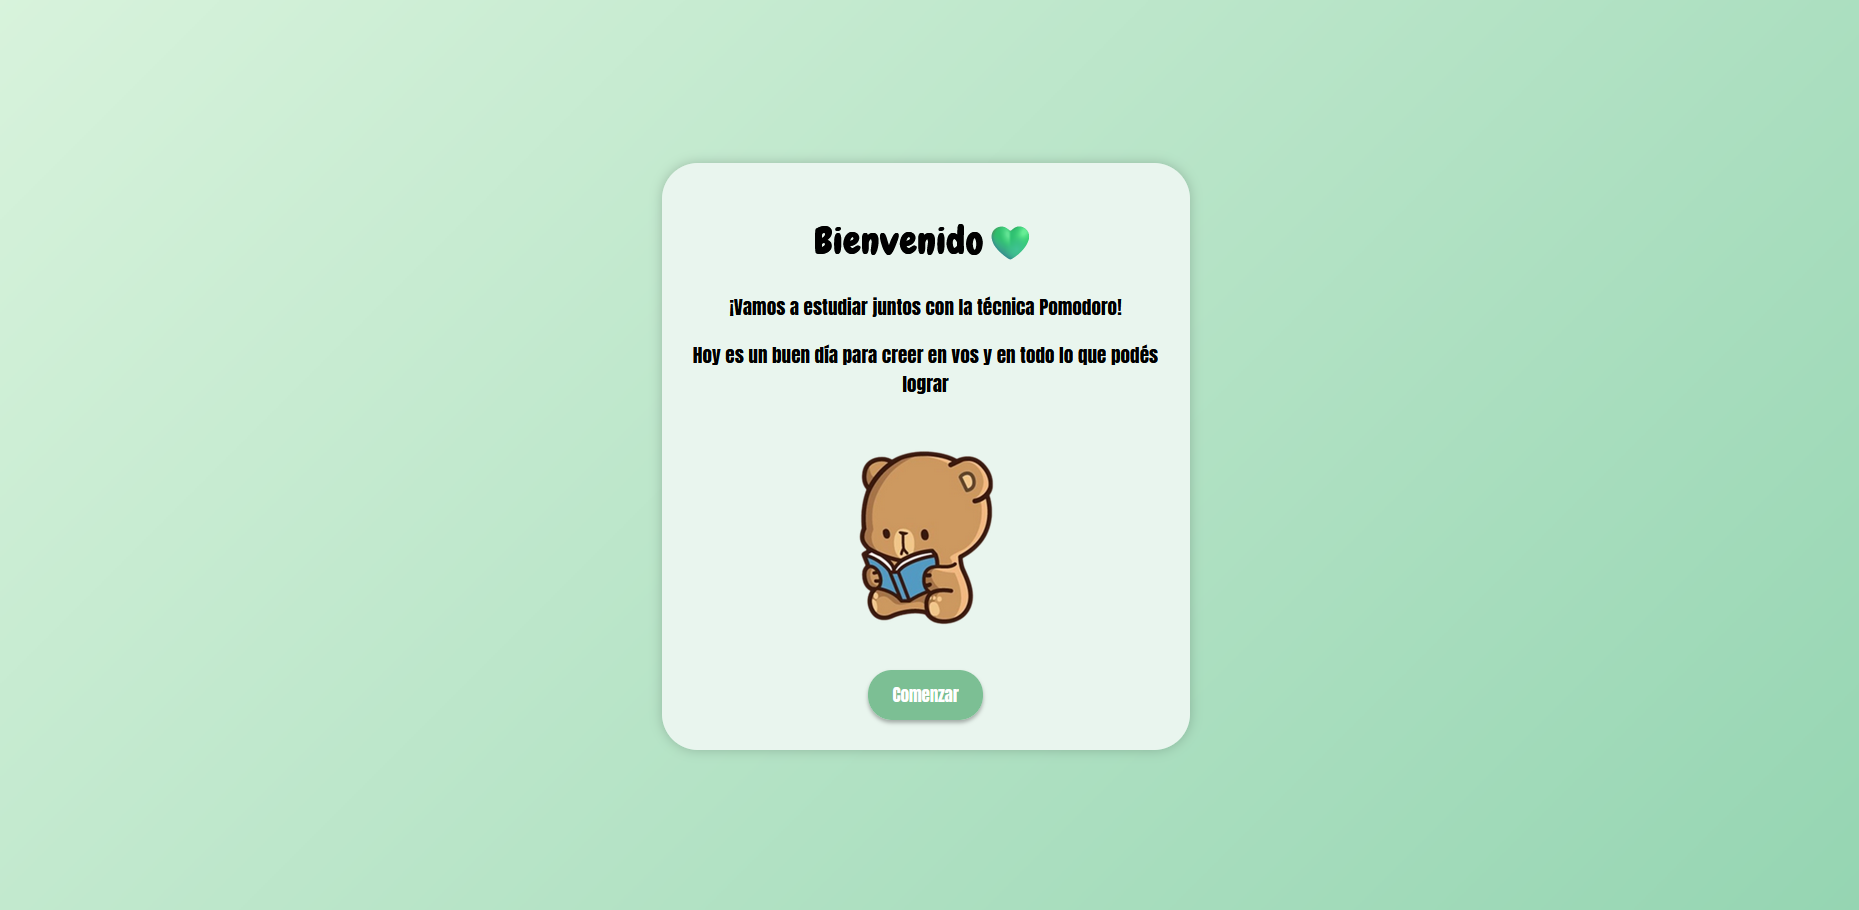 Bienvenido 💚
¡Vamos a estudiar juntos con la técnica Pomodoro!
Hoy es un buen día para creer en vos y en todo lo que podés
lograr
Comenzar